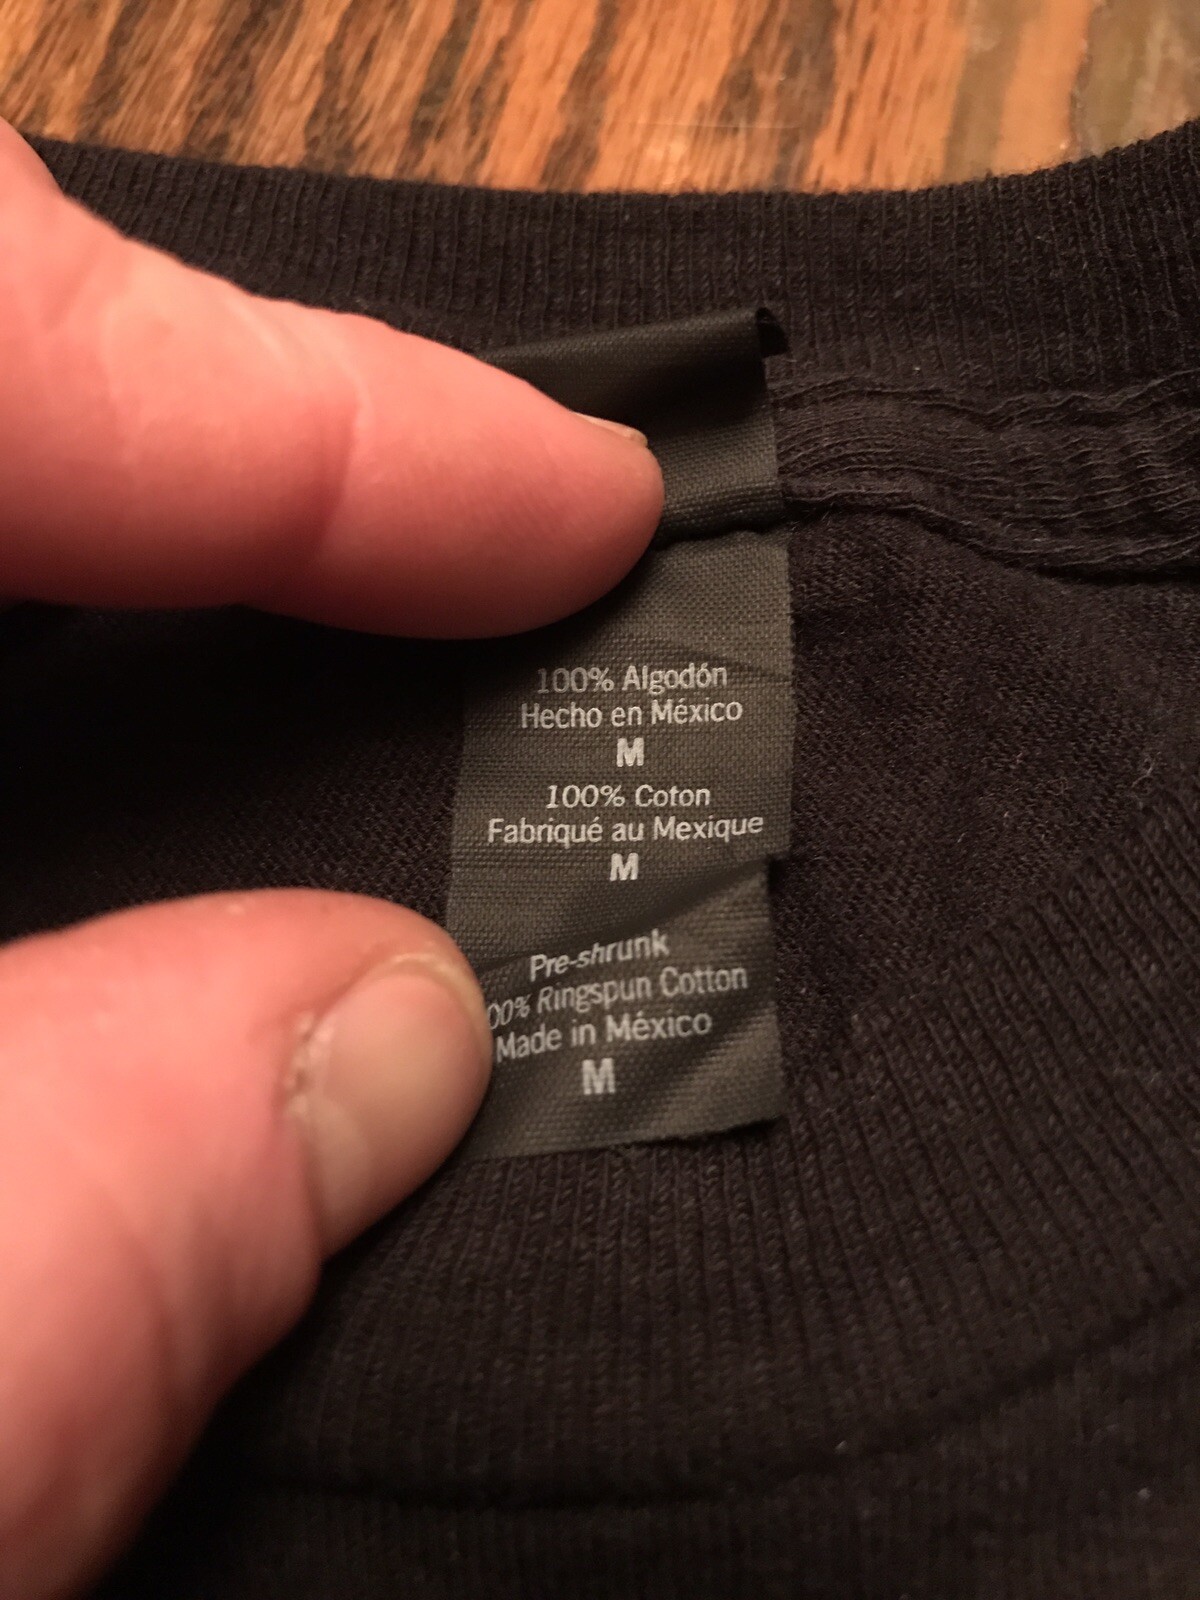 100% Algodón
Hecho en México
M
100% Coton
Fabriqué au Mexique
M
Pre-shrunk
00% Ringspun Cotton
Made in México
M